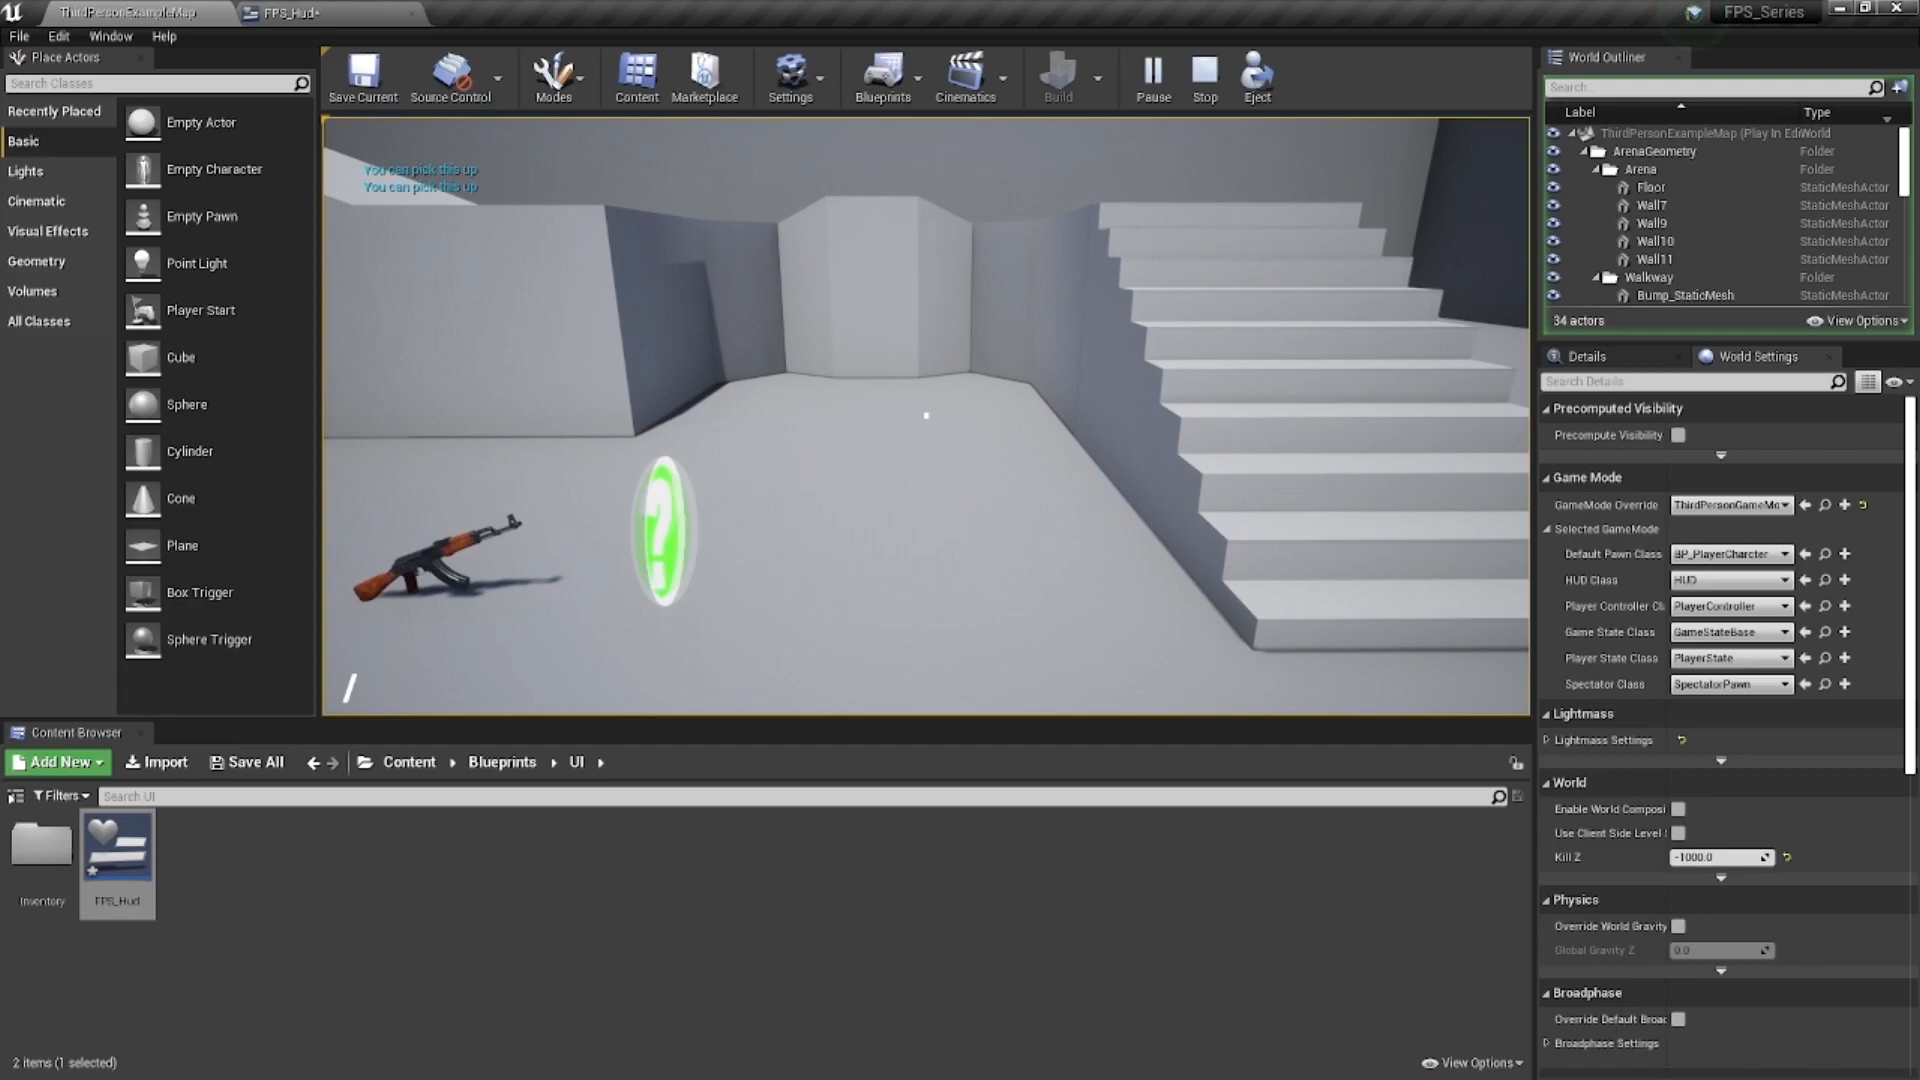 ThirdPersonExampleMap
FPS_Hud*
FPS_Series
File
Edit
Window
Help
Place Actors
Search Classes
Recently Placed
Basic
Lights
Cinematic
Visual Effects
Geometry
Volumes
All Classes
Empty Actor
Empty Character
Empty Pawn
Point Light
Player Start
Cube
Sphere
Cylinder
Cone
Plane
Box Trigger
Sphere Trigger
Save Current
Source Control
Modes
Content
Marketplace
Settings
Blueprints
Cinematics
Build
Pause
Stop
Eject
You can pick this up
You can pick this up
?
/
World Outliner
Search...
Label
Type
ThirdPersonExampleMap (Play In Edi
World
ArenaGeometry
Folder
Arena
Folder
Floor
StaticMeshActor
Wall7
StaticMeshActor
Wall9
StaticMeshActor
Wall10
StaticMeshActor
Wall11
StaticMeshActor
Walkway
Folder
Bump_StaticMesh
StaticMeshActor
34 actors
View Options
Details
World Settings
Search Details
Precomputed Visibility
Precompute Visibility
Game Mode
GameMode Override
ThirdPersonGameMo
Selected GameMode
Default Pawn Class
BP_PlayerCharcter
HUD Class
HUD
Player Controller Cl
PlayerController
Game State Class
GameStateBase
Player State Class
PlayerState
Spectator Class
SpectatorPawn
Lightmass
Lightmass Settings
World
Enable World Composi
Use Client Side Level
Kill Z
-1000.0
Physics
Override World Gravity
Global Gravity Z
0.0
Broadphase
Override Default Broac
Broadphase Settings
Content Browser
Add New
Import
Save All
Content
Blueprints
UI
Filters
Search UI
Inventory
FPS_Hud
2 items (1 selected)
View Options